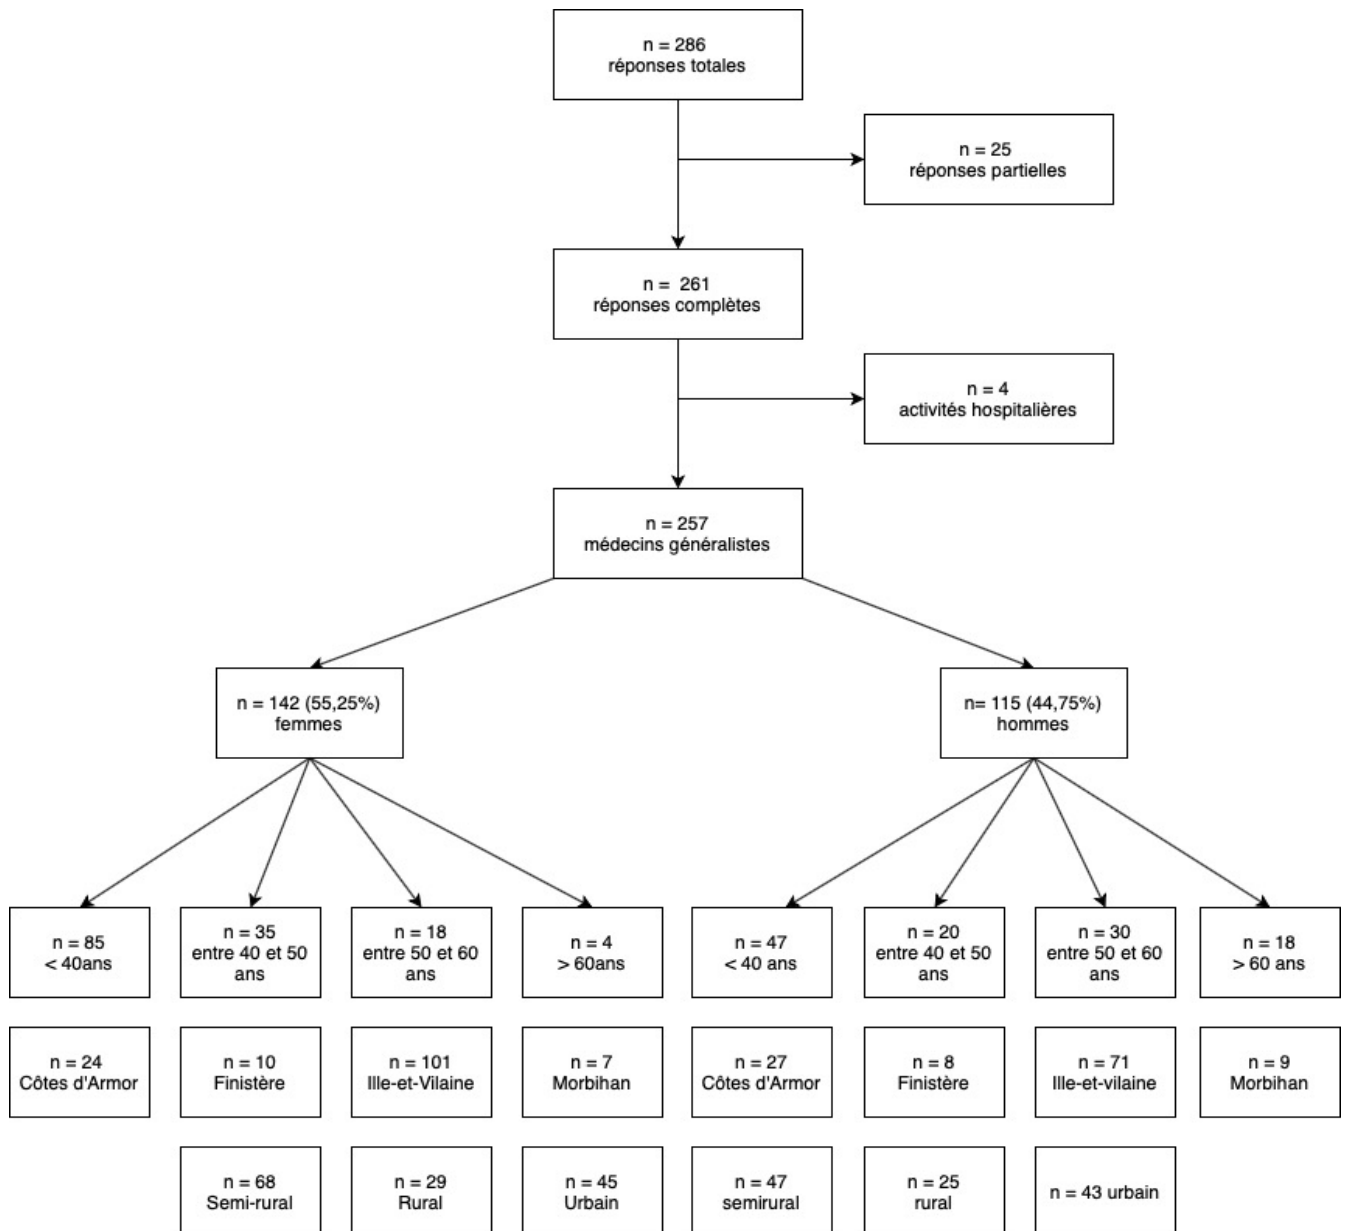 n = 286
réponses totales
n = 25
réponses partielles
n =  261
réponses complètes
n = 4
activités hospitalières
n = 257
médecins généralistes
n = 142 (55,25%)
femmes
n= 115 (44,75%)
hommes
n = 85
< 40ans
n = 35
entre 40 et 50
ans
n = 18
entre 50 et 60
ans
n = 4
> 60ans
n = 47
< 40 ans
n = 20
entre 40 et 50
ans
n = 30
entre 50 et 60
ans
n = 18
> 60 ans
n = 24
Côtes d'Armor
n = 10
Finistère
n = 101
Ille-et-Vilaine
n = 7
Morbihan
n = 27
Côtes d'Armor
n = 8
Finistère
n = 71
Ille-et-vilaine
n = 9
Morbihan
n = 68
Semi-rural
n = 29
Rural
n = 45
Urbain
n = 47
semirural
n = 25
rural
n = 43 urbain